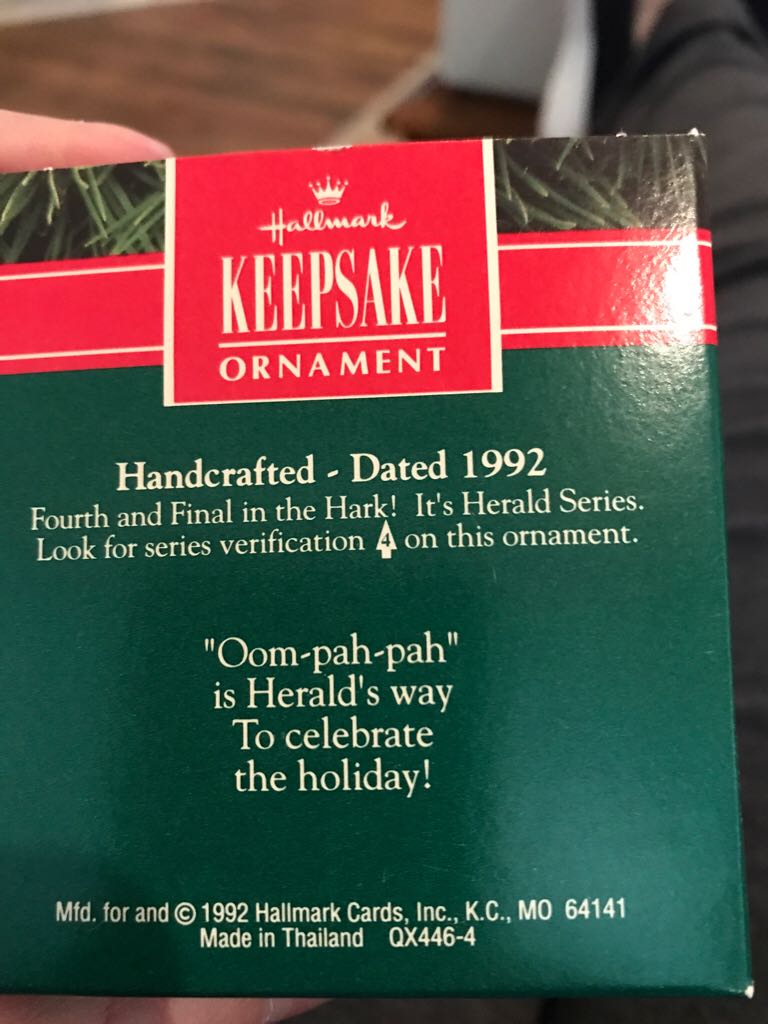 Hallmark
KEEPSAKE
ORNAMENT
Handcrafted - Dated 1992
Fourth and Final in the Hark! It's Herald Series.
Look for series verification 4 on this ornament.
"Oom-pah-pah"
is Herald's way
To celebrate
the holiday!
Mfd. for and © 1992 Hallmark Cards, Inc., K.C., MO 64141
Made in Thailand QX446-4